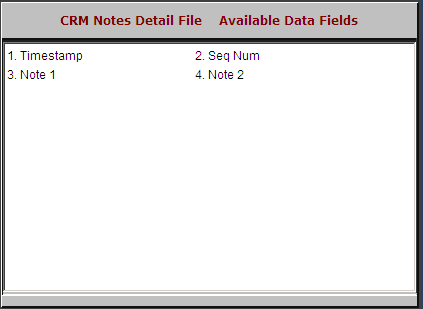 CRM Notes Detail File    Available Data Fields
1. Timestamp    2. Seq Num
3. Note 1    4. Note 2